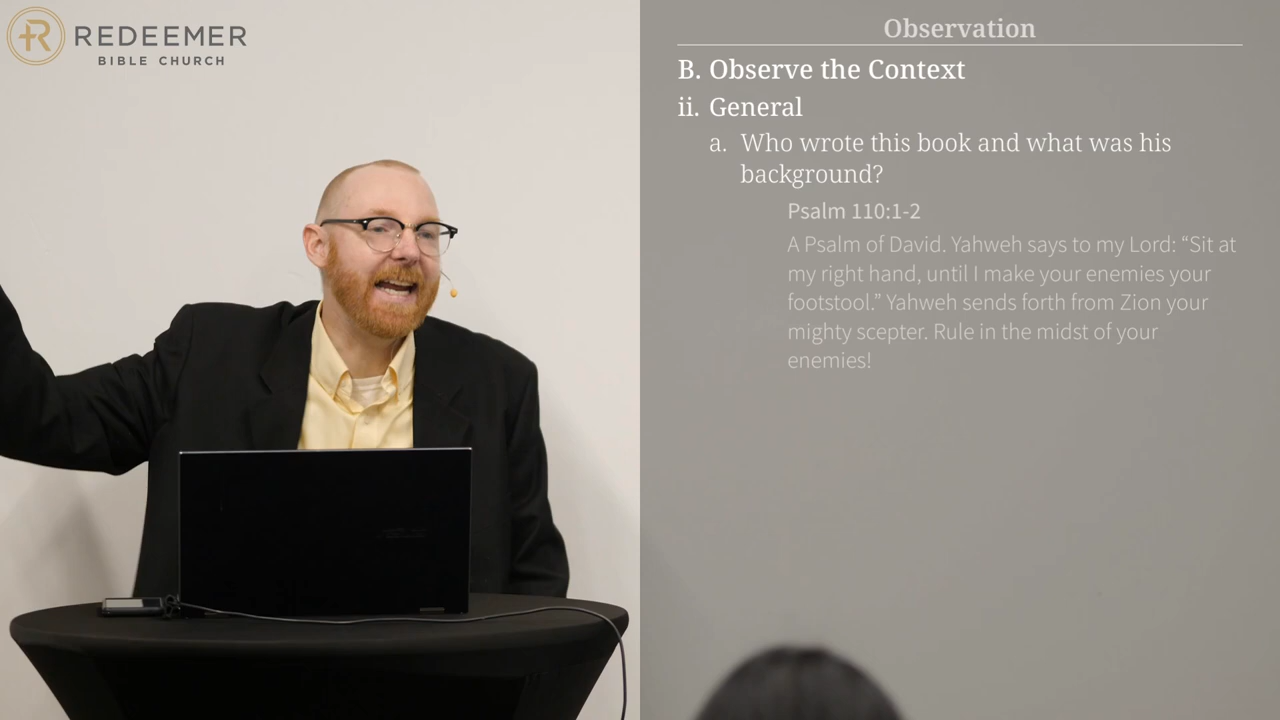 REDEEMER
BIBLE CHURCH
Observation
B. Observe the Context
ii. General
a. Who wrote this book and what was his
background?
Psalm 110:1-2
A Psalm of David. Yahweh says to my Lord: “Sit at
my right hand, until I make your enemies your
footstool.” Yahweh sends forth from Zion your
mighty scepter. Rule in the midst of your
enemies!